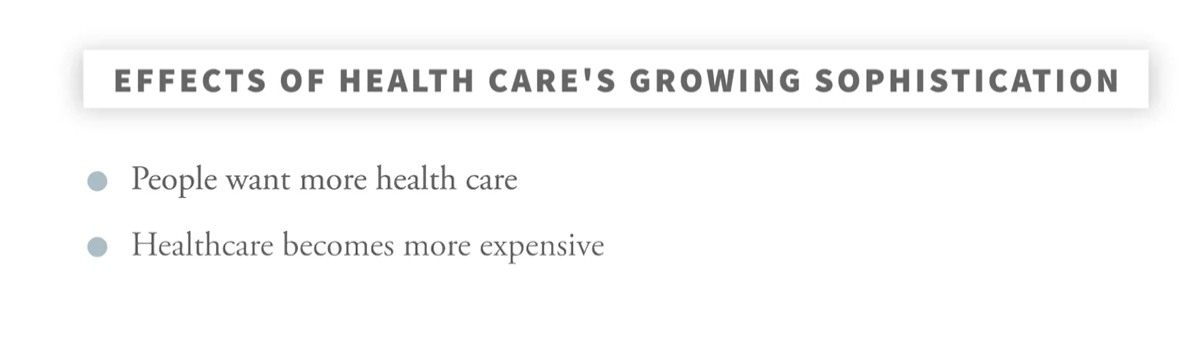 EFFECTS OF HEALTH CARE'S GROWING SOPHISTICATION
People want more health care
Healthcare becomes more expensive